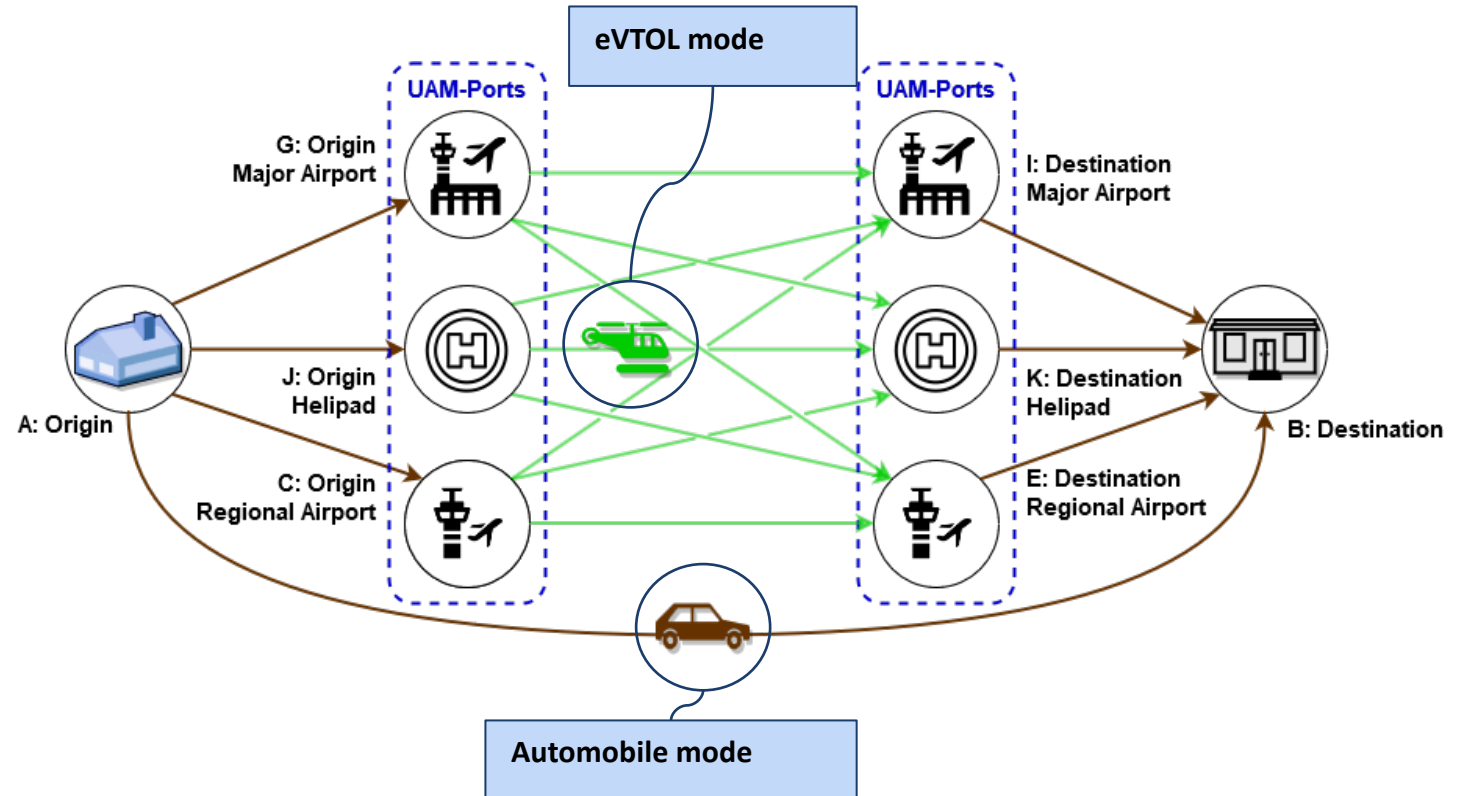 eVTOL mode
UAM-Ports
UAM-Ports
G: Origin
Major Airport
I: Destination
Major Airport
H
H
J: Origin
Helipad
K: Destination
Helipad
A: Origin
B: Destination
C: Origin
Regional Airport
E: Destination
Regional Airport
Automobile mode